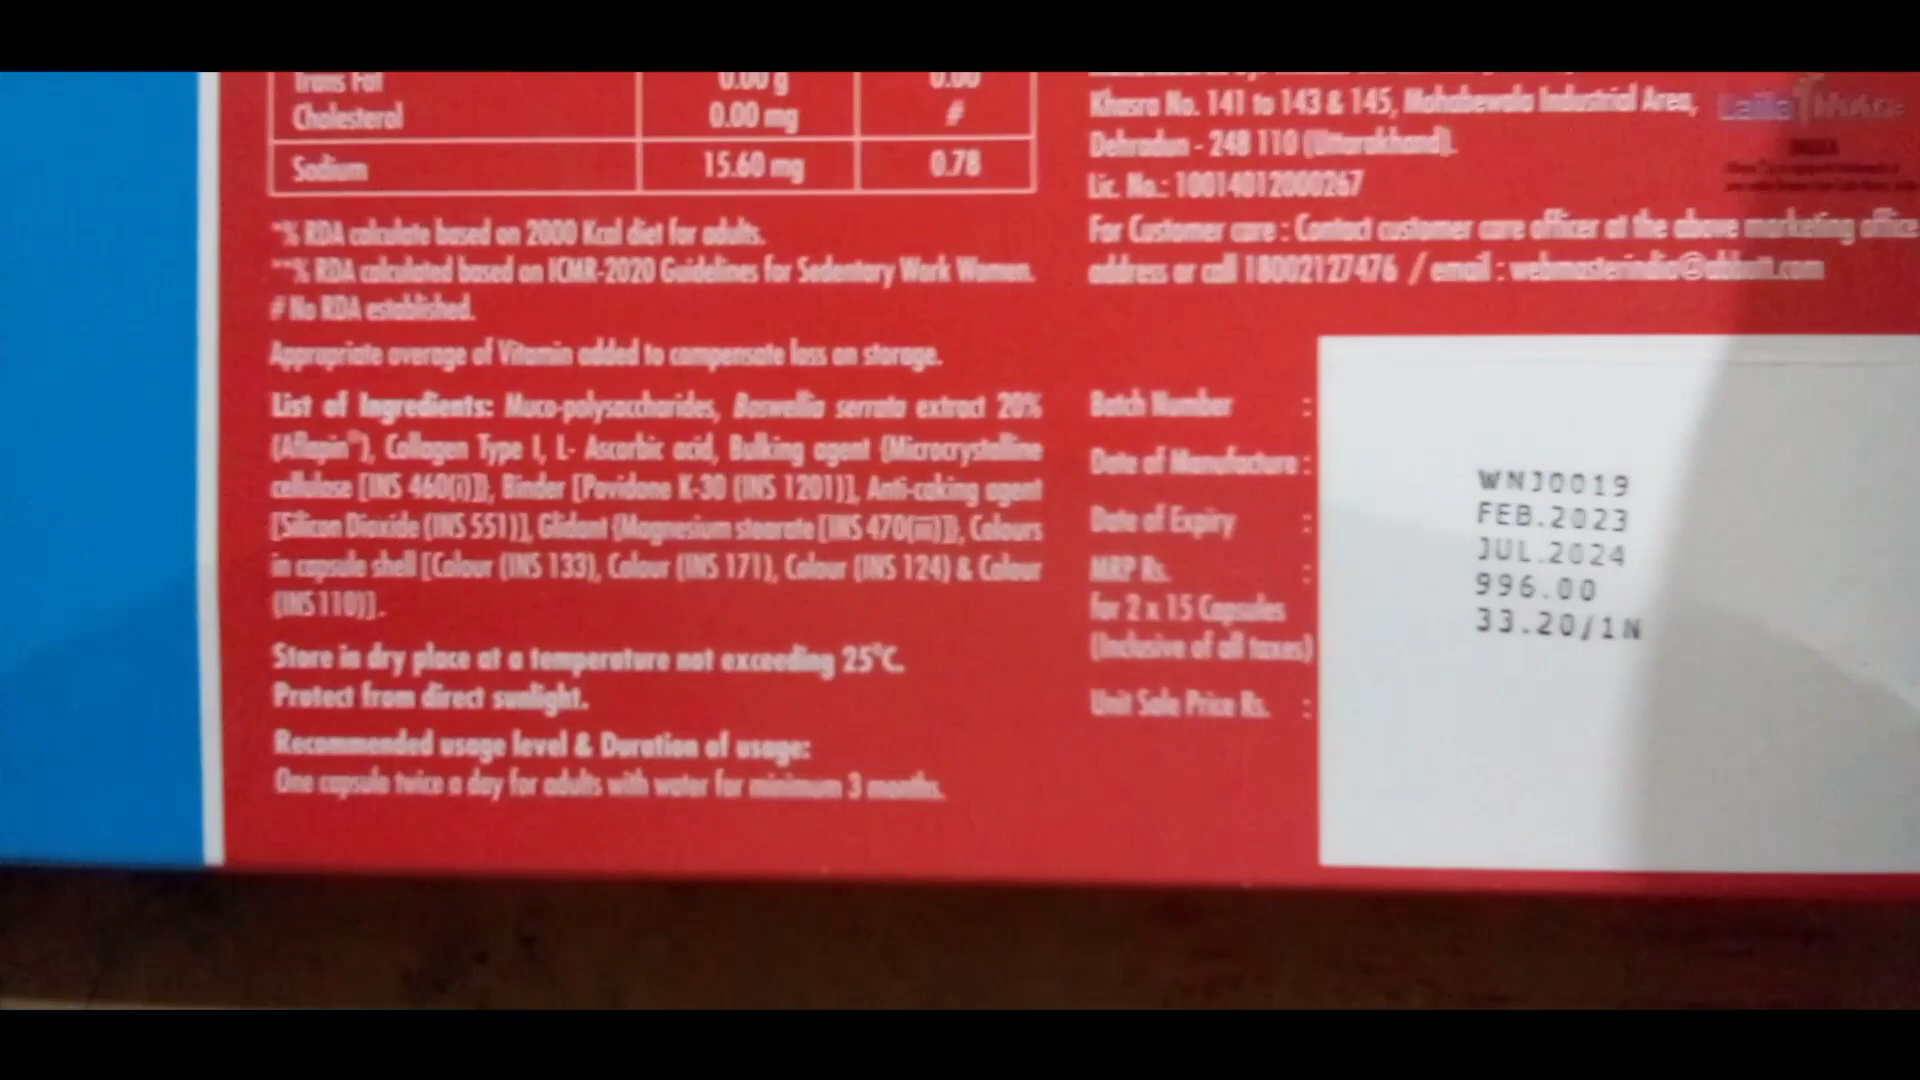 Trans Fat 0.00 g 0.00
Cholesterol 0.00 mg #
Sodium 15.60 mg 0.78
*% RDA calculate based on 2000 Kcal diet for adults.
**% RDA calculated based on ICMR-2020 Guidelines for Sedentary Work Women.
# No RDA established.
Appropriate overage of Vitamin added to compensate loss on storage.
List of Ingredients: Muco-polysaccharides, Boswellia serrata extract 20%
(Aflapin®), Collagen Type I, L- Ascorbic acid, Bulking agent {Microcrystalline
cellulose [INS 460(i)]}, Binder [Povidone K-30 (INS 1201)], Anti-caking agent
[Silicon Dioxide (INS 551)], Glidant {Magnesium stearate [INS 470(iii)]}, Colours
in capsule shell [Colour (INS 133), Colour (INS 171), Colour (INS 124) & Colour
(INS 110)].
Store in dry place at a temperature not exceeding 25°C.
Protect from direct sunlight.
Recommended usage level & Duration of usage:
One capsule twice a day for adults with water for minimum 3 months.
Khasra No. 141 to 143 & 145, Mohabewala Industrial Area,
Dehradun - 248 110 (Uttarakhand).
Lic. No.: 10014012000267
For Customer care : Contact customer care officer at the above marketing office
address or call 18002127476 / email : webmasterindia@abbott.com
Laila Nutra
Batch Number :
Date of Manufacture :
Date of Expiry :
MRP Rs. :
for 2 x 15 Capsules
(Inclusive of all taxes)
Unit Sale Price Rs. :
WNJ0019
FEB.2023
JUL.2024
996.00
33.20/1N